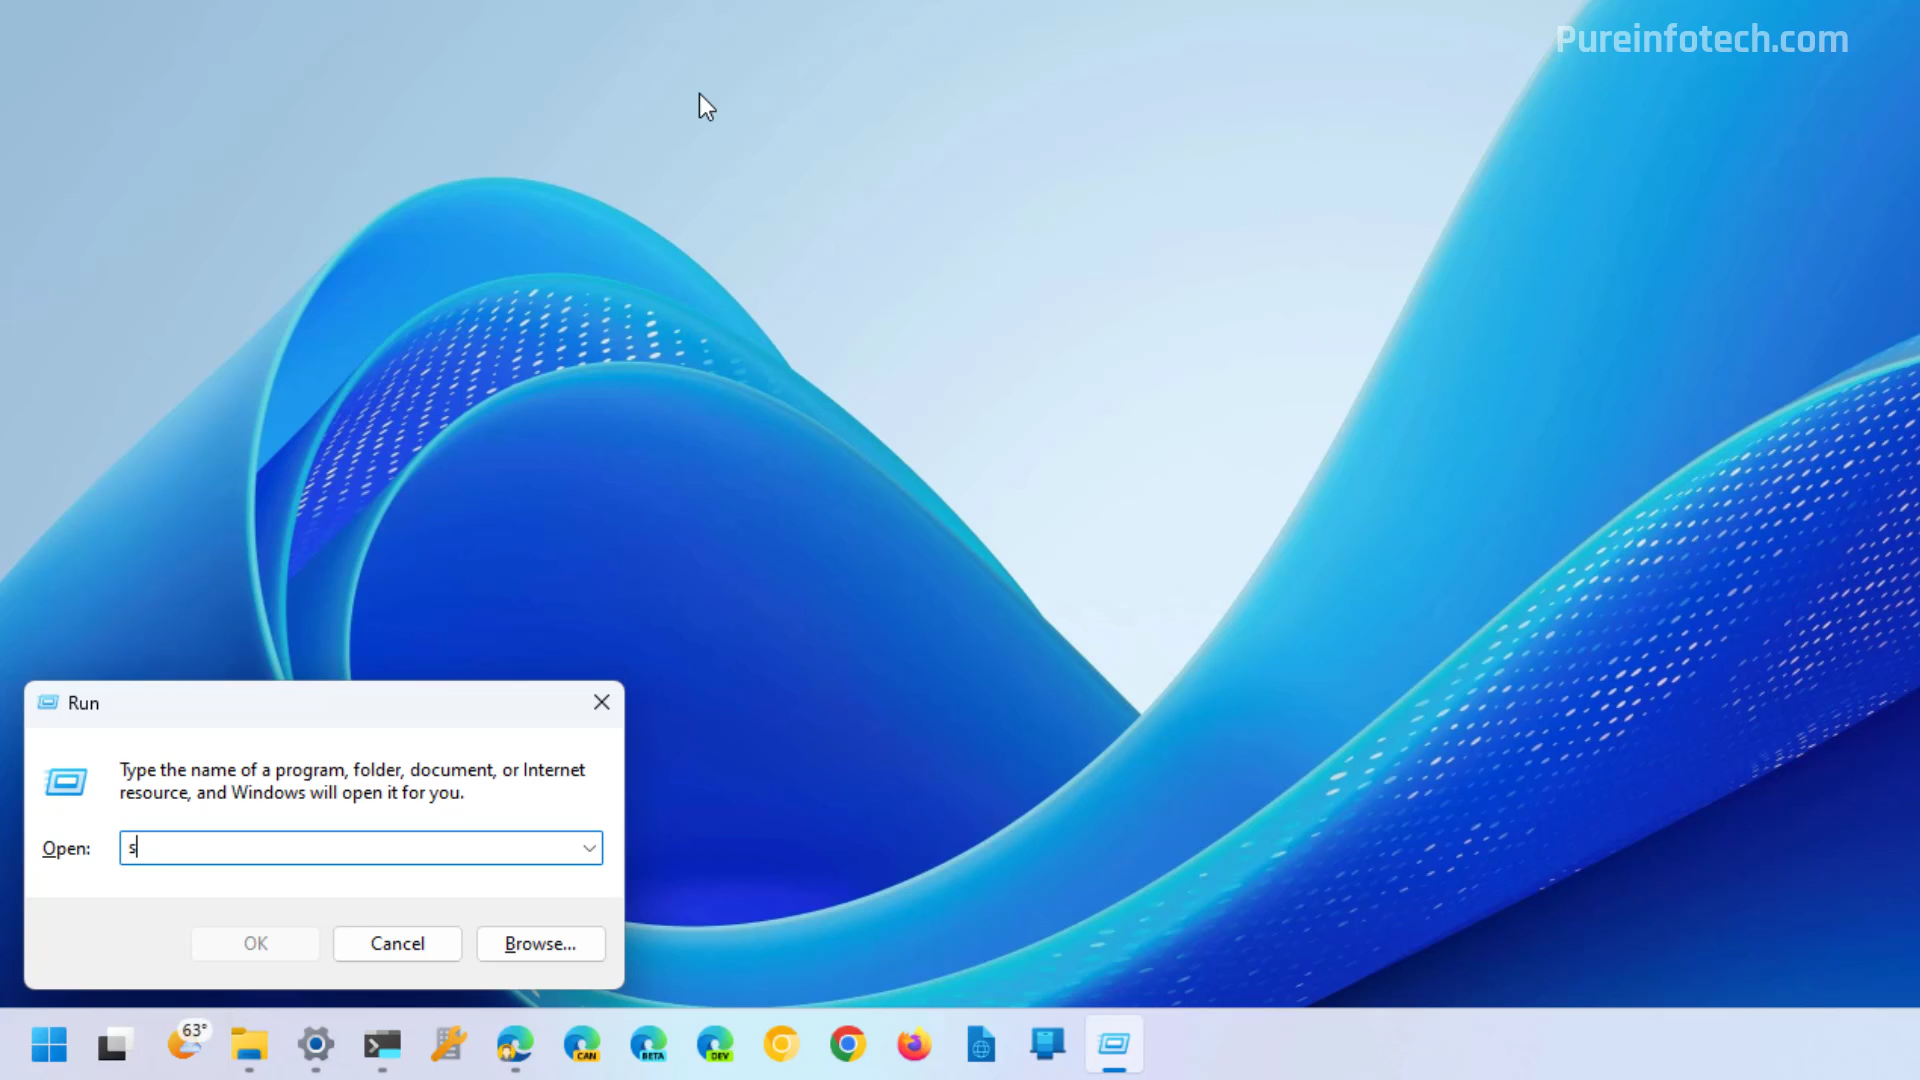 Pureinfotech.com
Run
Type the name of a program, folder, document, or Internet
resource, and Windows will open it for you.
Open: s
OK Cancel Browse...
63°
CAN BETA DEV